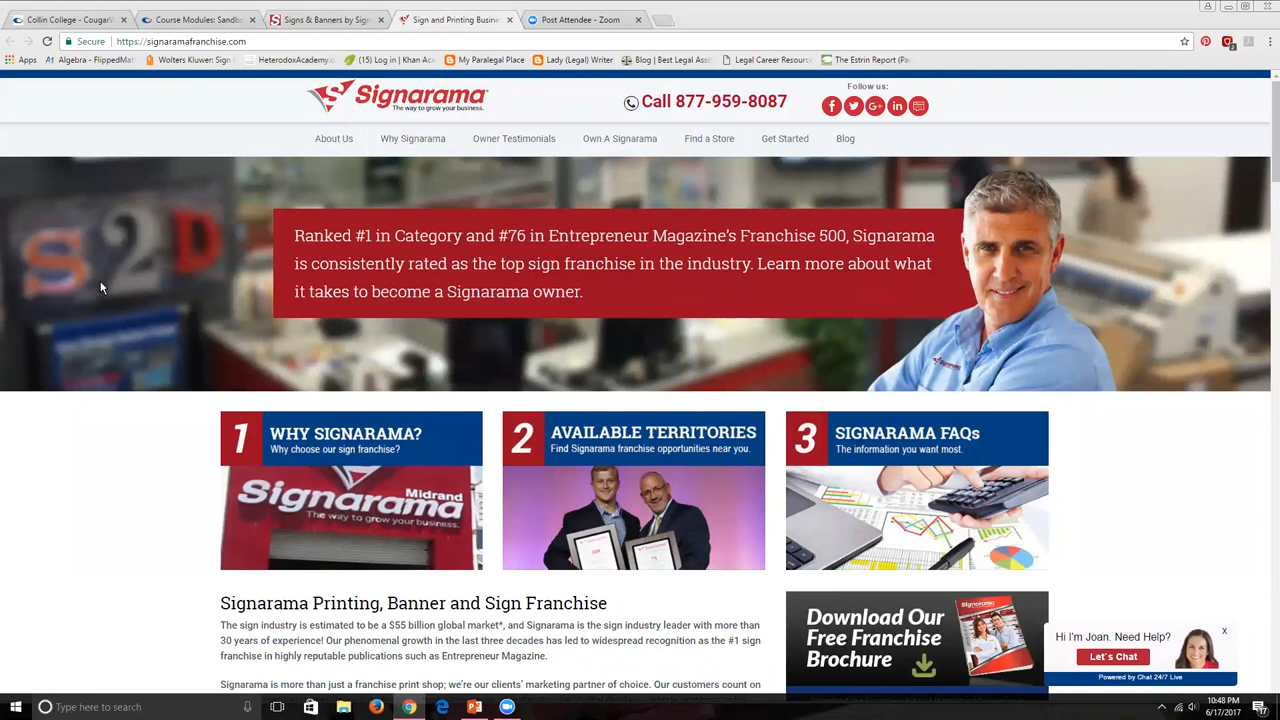 Collin College - CougarW
Course Modules: Sandb
Signs & Banners by Sign
Sign and Printing Busine
Post Attendee - Zoom
Secure
https://signaramafranchise.com
Apps
Algebra - FlippedMat
Wolters Kluwer: Sign
HeterodoxAcademy.o
(15) Log in | Khan Aca
My Paralegal Place
Lady (Legal) Writer
Blog | Best Legal Assis
Legal Career Resourc
The Estrin Report (Par
Signarama
The way to grow your business.
Call 877-959-8087
Follow us:
About Us
Why Signarama
Owner Testimonials
Own A Signarama
Find a Store
Get Started
Blog
Ranked #1 in Category and #76 in Entrepreneur Magazine's Franchise 500, Signarama
is consistently rated as the top sign franchise in the industry. Learn more about what
it takes to become a Signarama owner.
1
WHY SIGNARAMA?
Why choose our sign franchise?
2
AVAILABLE TERRITORIES
Find Signarama franchise opportunities near you.
3
SIGNARAMA FAQs
The information you want most.
Midrand
Signarama
The way to grow your business.
Signarama Printing, Banner and Sign Franchise
The sign industry is estimated to be a $55 billion global market*, and Signarama is the sign industry leader with more than
30 years of experience! Our phenomenal growth in the last three decades has led to widespread recognition as the #1 sign
franchise in highly reputable publications such as Entrepreneur Magazine.
Signarama is more than just a franchise print shop; we're our clients' marketing partner of choice. Our customers count on
Download Our
Free Franchise
Brochure
Signarama
Hi I'm Joan. Need Help?
X
Let's Chat
Powered by Chat 24/7 Live
Type here to search
10:48 PM
6/17/2017